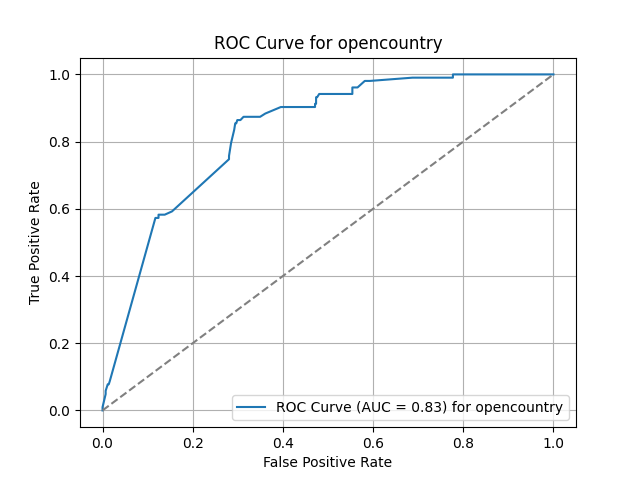 ROC Curve for opencountry
True Positive Rate
1.0
0.8
0.6
0.4
0.2
0.0
ROC Curve (AUC = 0.83) for opencountry
0.0 0.2 0.4 0.6 0.8 1.0
False Positive Rate